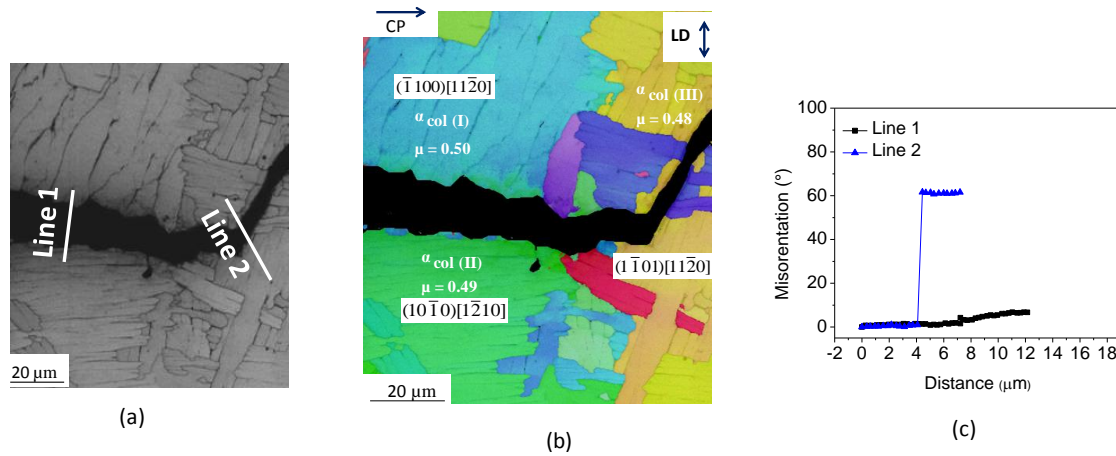 Line 1
Line 2
20 μm
(a)
CP
LD
(1̅100)[112̅0]
α col (I)
μ = 0.50
α col (III)
μ = 0.48
α col (II)
μ = 0.49
(101̅0)[12̅10]
(11̅01)[112̅0]
20 μm
(b)
Line 1
Line 2
Misorentation (°)
100
80
60
40
20
0
-2 0 2 4 6 8 10 12 14 16 18
Distance (μm)
(c)